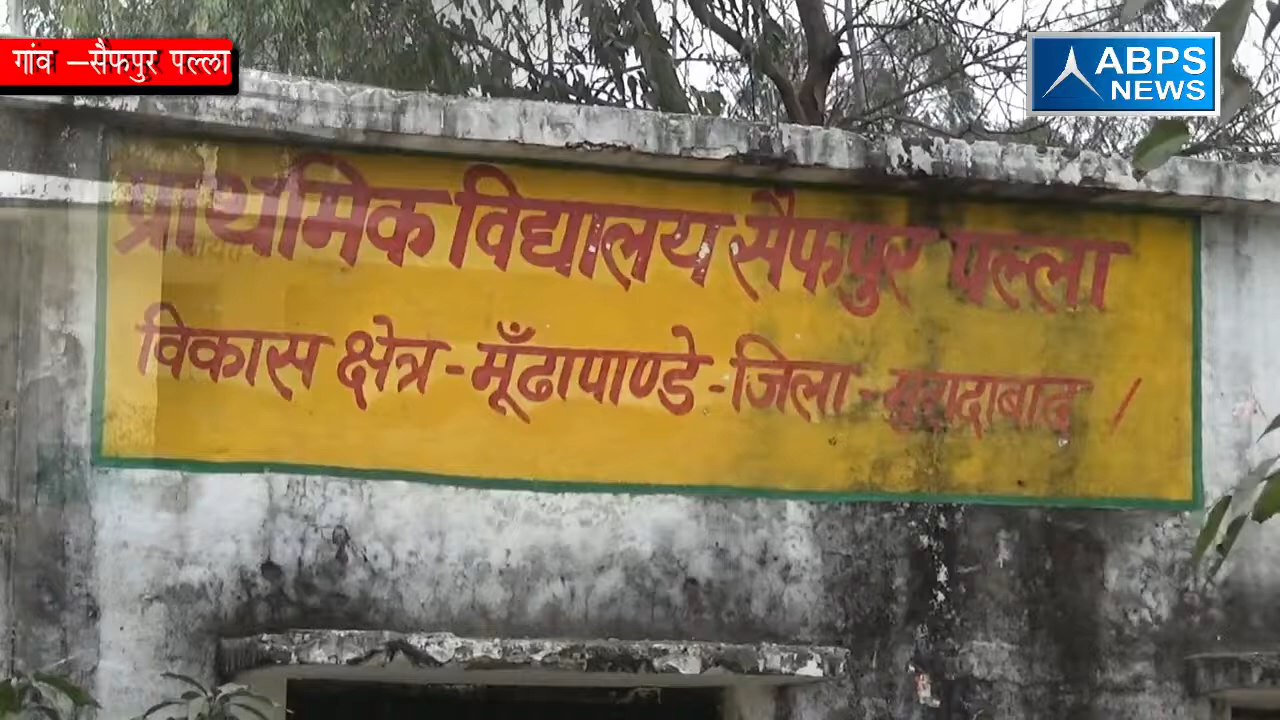 गांव –सैफपुर पल्ला
ABPS
NEWS
प्राथमिक विद्यालय सैफपुर पल्ला
विकास क्षेत्र - मूँढापाण्डे - जिला - मुरादाबाद /